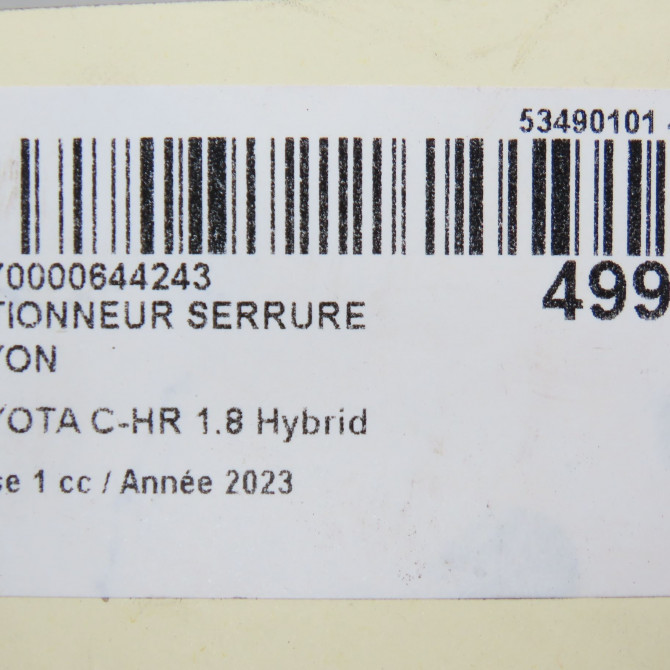 53490101
70000644243
499
TIONNEUR SERRURE
YON
YOTA C-HR 1.8 Hybrid
se 1 cc / Année 2023